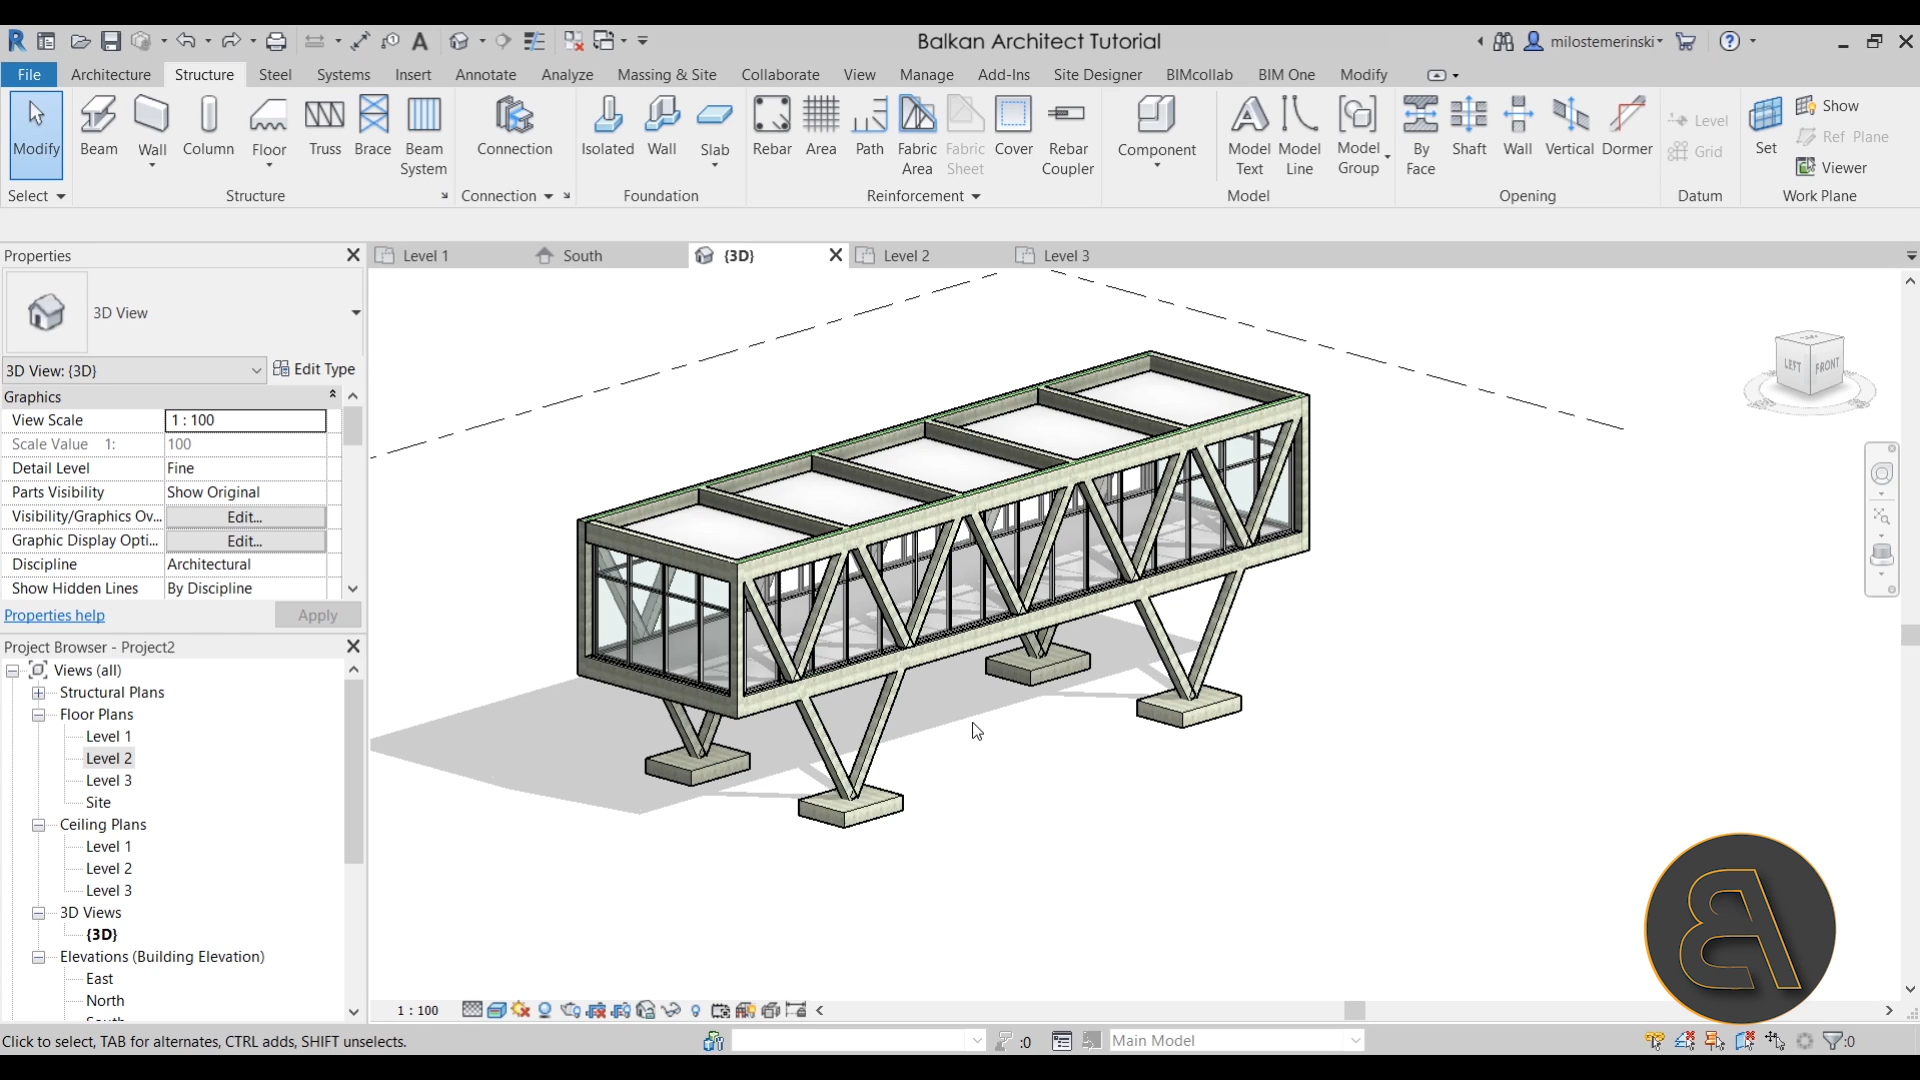 Balkan Architect Tutorial
milostemerinski
File Architecture Structure Steel Systems Insert Annotate Analyze Massing & Site Collaborate View Manage Add-Ins Site Designer BIMcollab BIM One Modify
Modify Beam Wall Column Floor Truss Brace Beam System Connection Isolated Wall Slab Rebar Area Path Fabric Area Fabric Sheet Cover Rebar Coupler Component Model Text Model Line Model Group By Face Shaft Wall Vertical Dormer Level Grid Set Show Ref Plane Viewer
Select Structure Connection Foundation Reinforcement Model Opening Datum Work Plane
Properties
Level 1 South {3D} Level 2 Level 3
3D View
3D View: {3D} Edit Type
Graphics
View Scale 1 : 100
Scale Value 1: 100
Detail Level Fine
Parts Visibility Show Original
Visibility/Graphics Ov... Edit...
Graphic Display Opti... Edit...
Discipline Architectural
Show Hidden Lines By Discipline
Properties help Apply
Project Browser - Project2
Views (all)
Structural Plans
Floor Plans
Level 1
Level 2
Level 3
Site
Ceiling Plans
Level 1
Level 2
Level 3
3D Views
{3D}
Elevations (Building Elevation)
East
North
LEFT FRONT
1 : 100
Click to select, TAB for alternates, CTRL adds, SHIFT unselects.
:0 Main Model :0